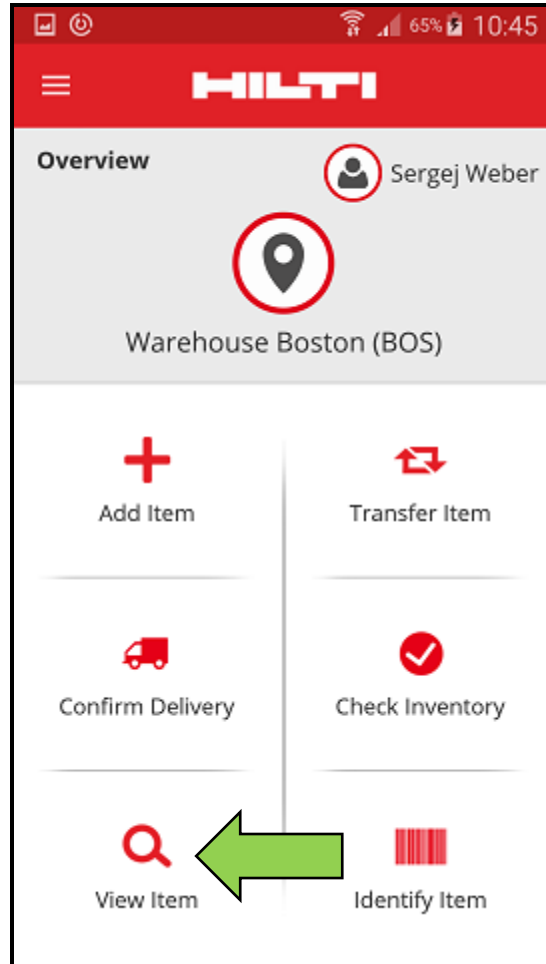 65% 10:45
HILTI
Overview
Sergej Weber
Warehouse Boston (BOS)
Add Item
Transfer Item
Confirm Delivery
Check Inventory
View Item
Identify Item